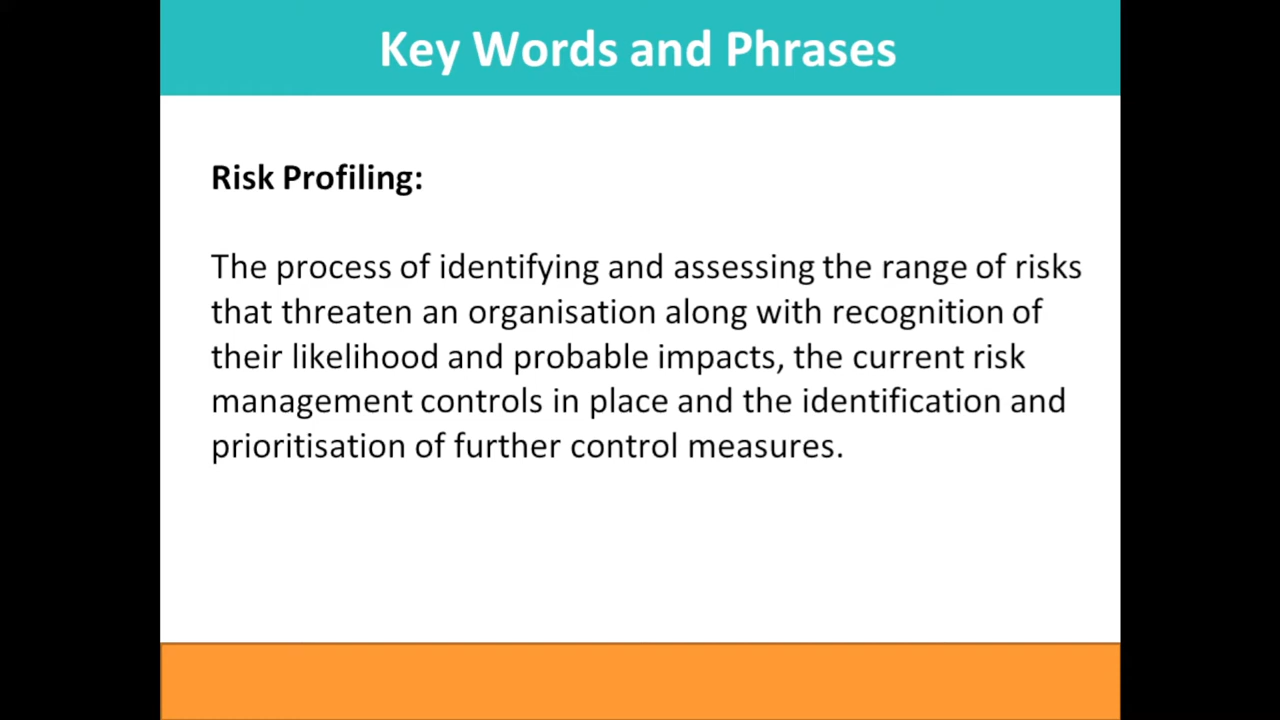 Key Words and Phrases
Risk Profiling:
The process of identifying and assessing the range of risks
that threaten an organisation along with recognition of
their likelihood and probable impacts, the current risk
management controls in place and the identification and
prioritisation of further control measures.